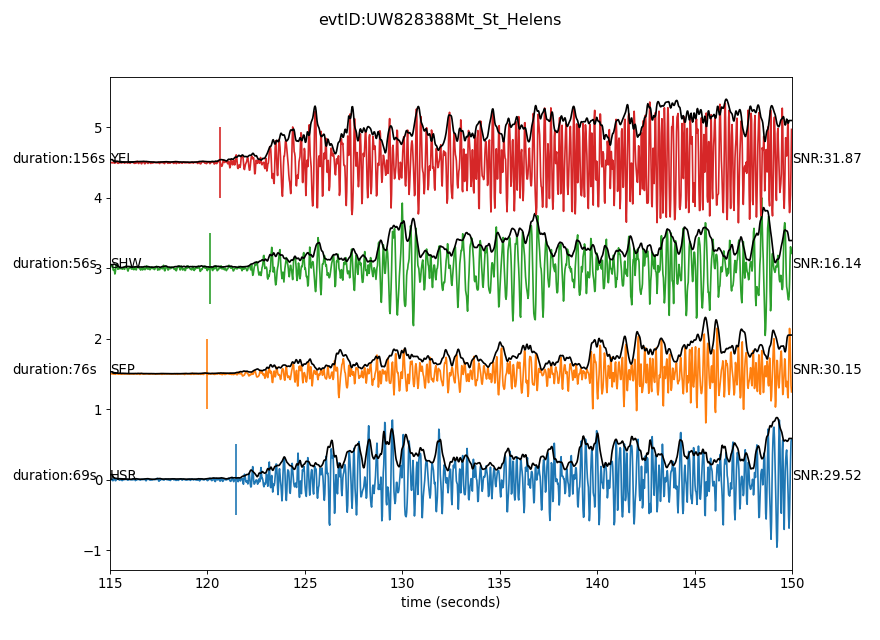 evtID:UW828388Mt_St_Helens
5
duration:156s YEL SNR:31.87
4
duration:56s SHW 3 SNR:16.14
2
duration:76s SEP SNR:30.15
1
duration:69s HSR 0 SNR:29.52
−1
115 120 125 130 135 140 145 150
time (seconds)